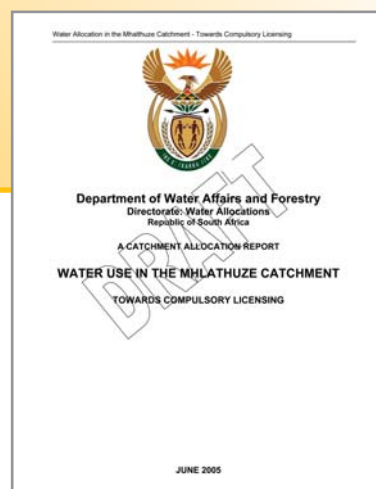 Water Allocation in the Mhlathuze Catchment - Towards Compulsory Licensing
Department of Water Affairs and Forestry
Directorate: Water Allocations
Republic of South Africa
A CATCHMENT ALLOCATION REPORT
WATER USE IN THE MHLATHUZE CATCHMENT
TOWARDS COMPULSORY LICENSING
DRAFT
JUNE 2005